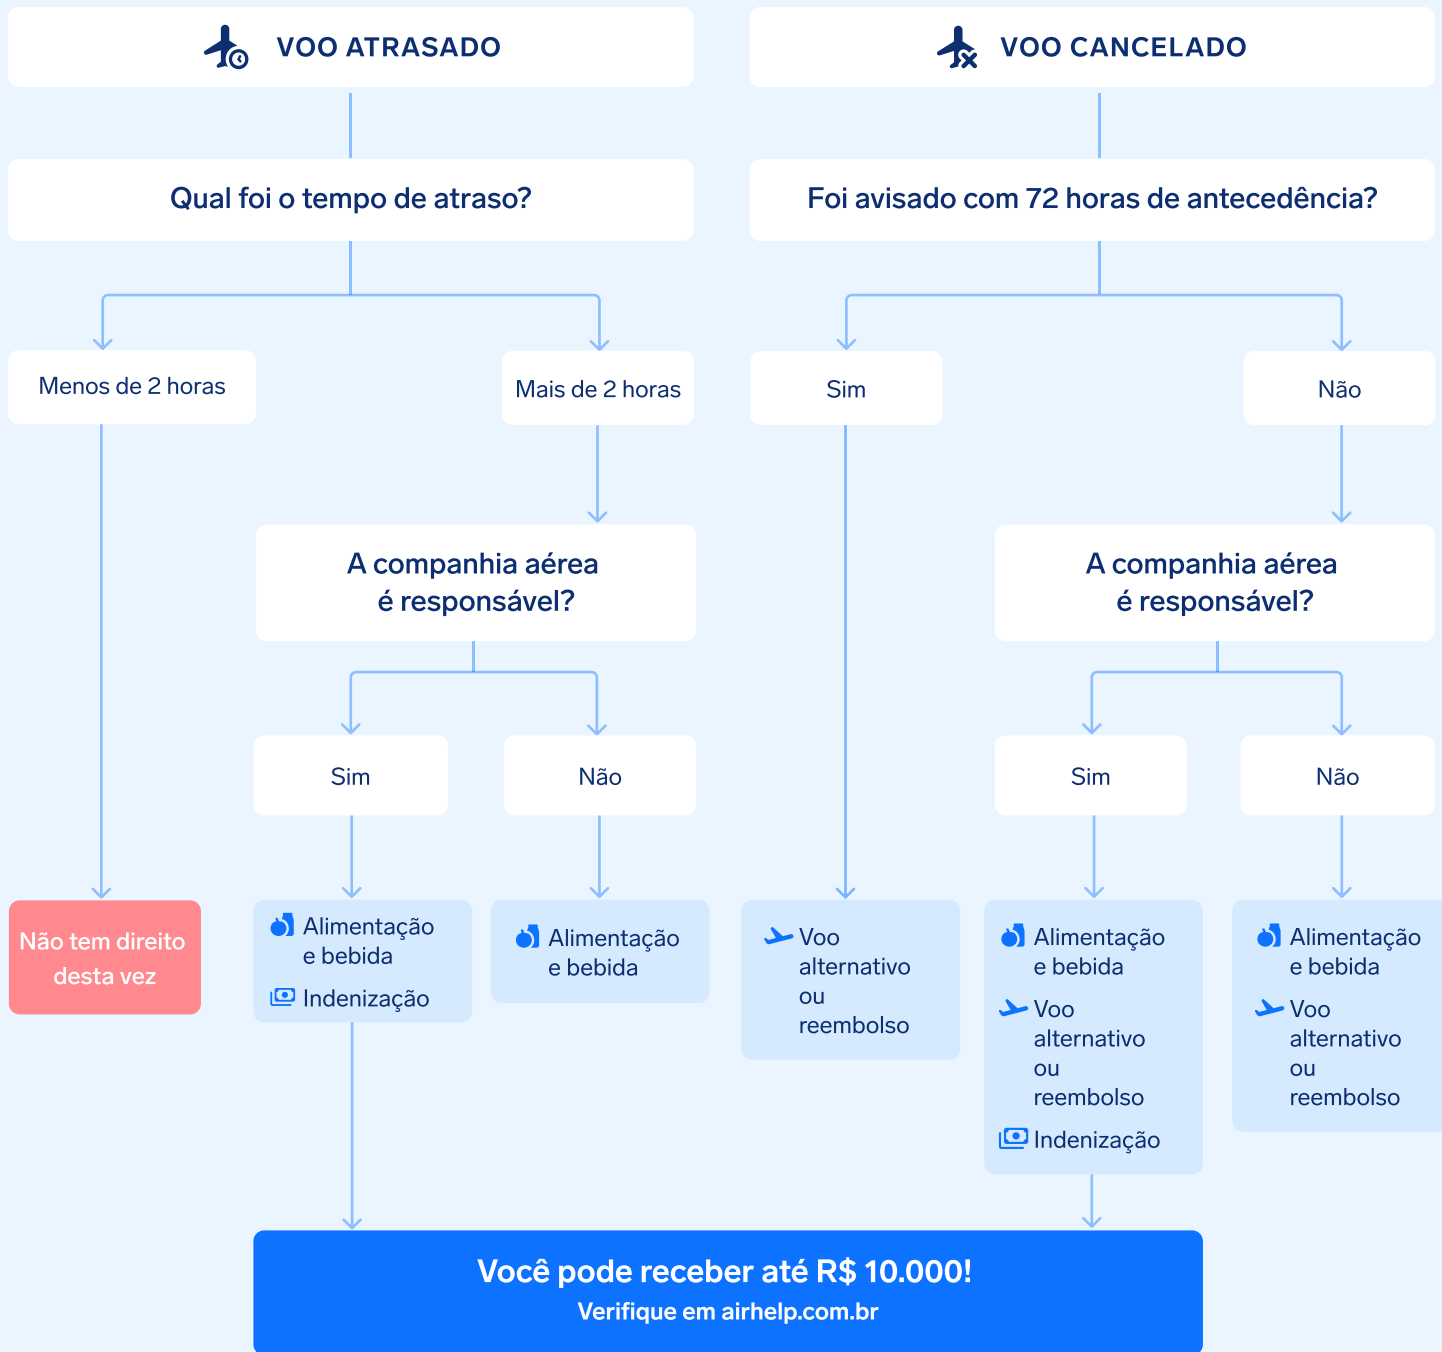 VOO ATRASADO
VOO CANCELADO
Qual foi o tempo de atraso?
Foi avisado com 72 horas de antecedência?
Menos de 2 horas
Mais de 2 horas
Sim
Não
A companhia aérea
é responsável?
A companhia aérea
é responsável?
Sim
Não
Sim
Não
Não tem direito
desta vez
Alimentação
e bebida
Indenização
Alimentação
e bebida
Voo
alternativo
ou
reembolso
Alimentação
e bebida
Voo
alternativo
ou
reembolso
Indenização
Alimentação
e bebida
Voo
alternativo
ou
reembolso
Você pode receber até R$ 10.000!
Verifique em airhelp.com.br